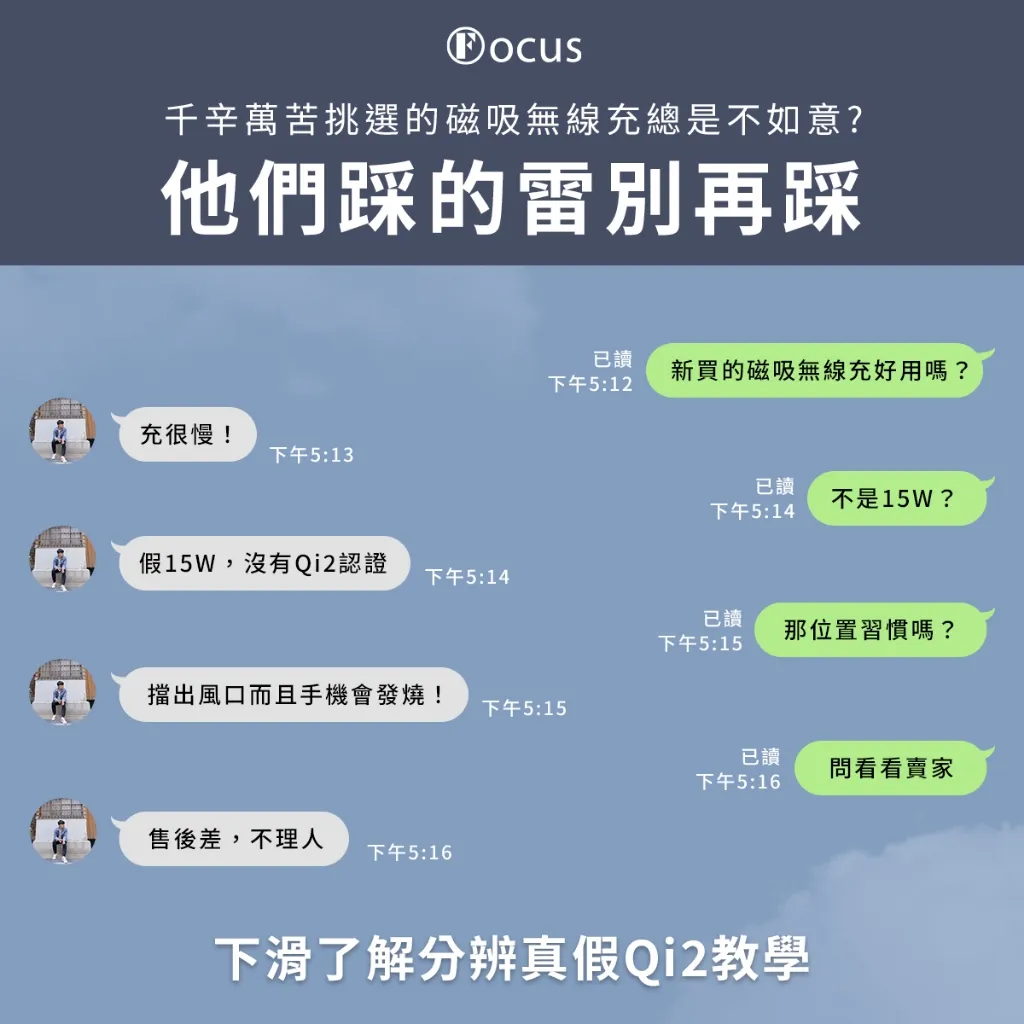 Focus
千辛萬苦挑選的磁吸無線充總是不如意?
他們踩的雷別再踩
已讀
下午5:12
新買的磁吸無線充好用嗎？
充很慢！
下午5:13
已讀
下午5:14
不是15W？
假15W，沒有Qi2認證
下午5:14
已讀
下午5:15
那位置習慣嗎？
擋出風口而且手機會發燒！
下午5:15
已讀
下午5:16
問看看賣家
售後差，不理人
下午5:16
下滑了解分辨真假Qi2教學